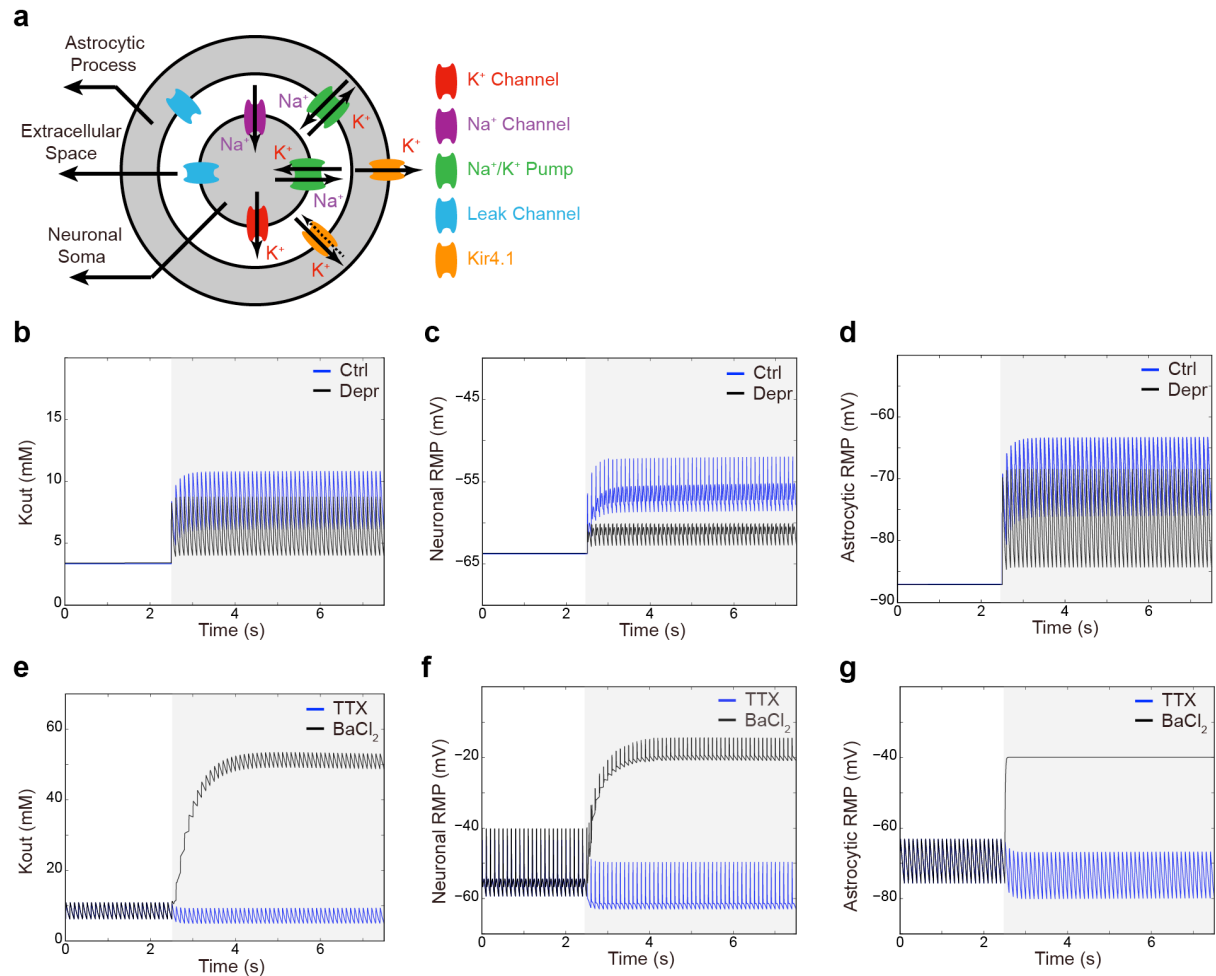 a
Astrocytic
Process
Extracellular
Space
Neuronal
Soma
Na⁺
K⁺
Na⁺
K⁺
Na⁺
K⁺
K⁺
K⁺
K⁺ Channel
Na⁺ Channel
Na⁺/K⁺ Pump
Leak Channel
Kir4.1
b
Ctrl
Depr
Kout (mM)
15
10
5
0
0 2 4 6
Time (s)
c
Ctrl
Depr
Neuronal RMP (mV)
−45
−55
−65
0 2 4 6
Time (s)
d
Ctrl
Depr
Astrocytic RMP (mV)
−60
−70
−80
−90
0 2 4 6
Time (s)
e
TTX
BaCl₂
Kout (mM)
60
40
20
0
0 2 4 6
Time (s)
f
TTX
BaCl₂
Neuronal RMP (mV)
−20
−40
−60
0 2 4 6
Time (s)
g
TTX
BaCl₂
Astrocytic RMP (mV)
−40
−60
−80
0 2 4 6
Time (s)